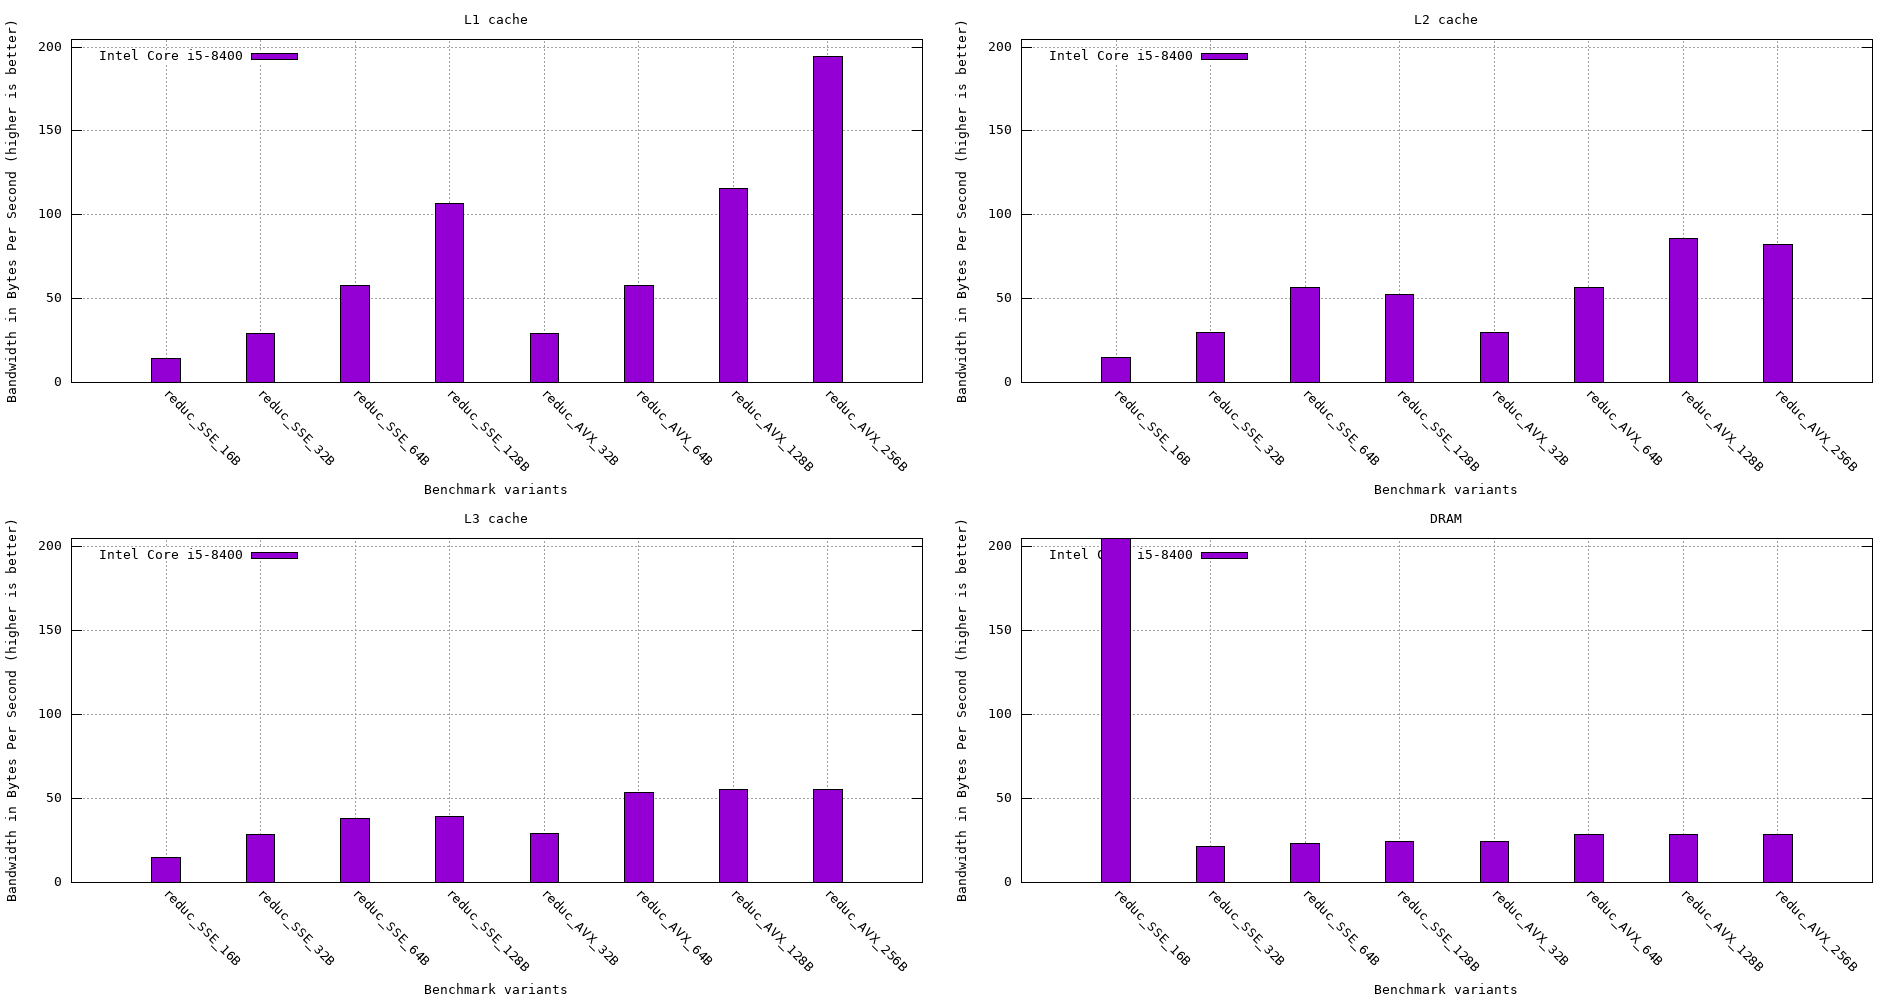 L1 cache
Bandwidth in Bytes Per Second (higher is better)
Intel Core i5-8400
200
150
100
50
0
reduc_SSE_16B
reduc_SSE_32B
reduc_SSE_64B
reduc_SSE_128B
reduc_AVX_32B
reduc_AVX_64B
reduc_AVX_128B
reduc_AVX_256B
Benchmark variants
L2 cache
Bandwidth in Bytes Per Second (higher is better)
Intel Core i5-8400
200
150
100
50
0
reduc_SSE_16B
reduc_SSE_32B
reduc_SSE_64B
reduc_SSE_128B
reduc_AVX_32B
reduc_AVX_64B
reduc_AVX_128B
reduc_AVX_256B
Benchmark variants
L3 cache
Bandwidth in Bytes Per Second (higher is better)
Intel Core i5-8400
200
150
100
50
0
reduc_SSE_16B
reduc_SSE_32B
reduc_SSE_64B
reduc_SSE_128B
reduc_AVX_32B
reduc_AVX_64B
reduc_AVX_128B
reduc_AVX_256B
Benchmark variants
DRAM
Bandwidth in Bytes Per Second (higher is better)
Intel i5-8400
200
150
100
50
0
reduc_SSE_16B
reduc_SSE_32B
reduc_SSE_64B
reduc_SSE_128B
reduc_AVX_32B
reduc_AVX_64B
reduc_AVX_128B
reduc_AVX_256B
Benchmark variants